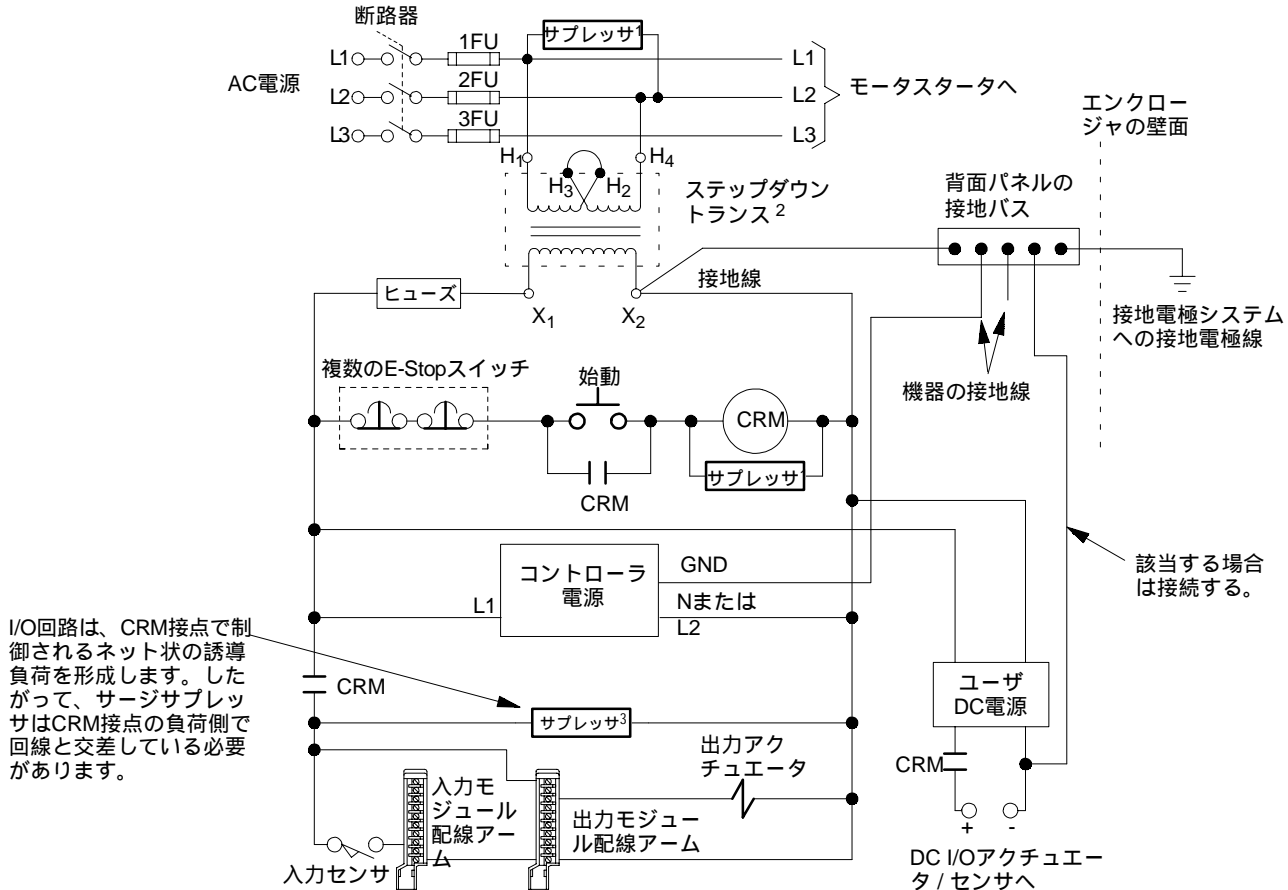 断路器
サプレッサ1
1FU
L1
L1
AC電源
2FU
L2
L2
モータスタータへ
3FU
L3
L3
エンクロー
ジャの壁面
H1
H4
H3
H2
ステップダウン
トランス2
背面パネルの
接地バス
接地線
ヒューズ
X1
X2
接地電極システム
への接地電極線
複数のE-Stopスイッチ
始動
機器の接地線
CRM
サプレッサ1
CRM
コントローラ
電源
GND
L1
Nまたは
L2
該当する場合
は接続する。
I/O回路は、CRM接点で制
御されるネット状の誘導
負荷を形成します。した
がって、サージサプレッ
サはCRM接点の負荷側で
回線と交差している必要
があります。
CRM
サプレッサ3
ユーザ
DC電源
出力アク
チュエータ
CRM
入力モ
ジュール
配線アー
ム
出力モジュー
ル配線アーム
+
-
入力センサ
DC I/Oアクチュエー
タ / センサへ